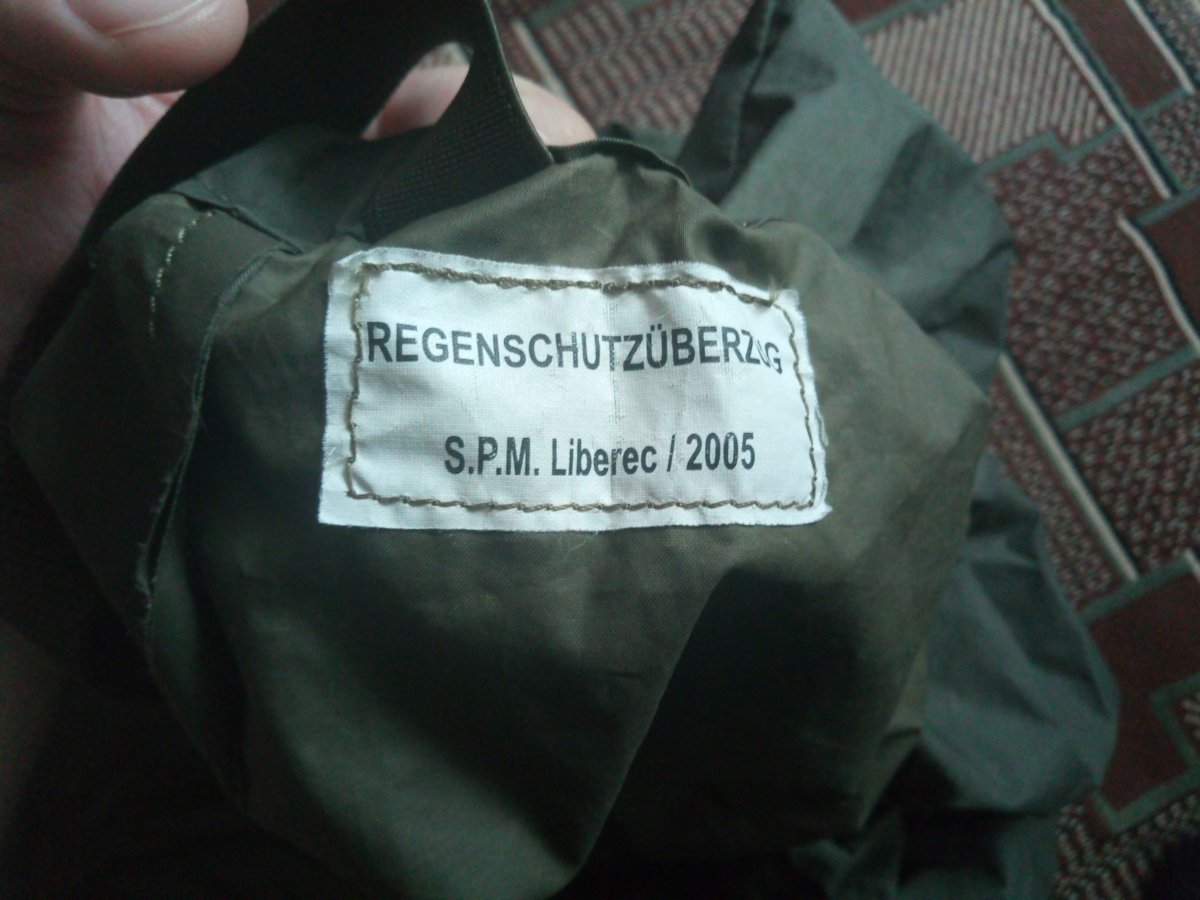 REGENSCHUTZÜBERZUG
S.P.M. Liberec / 2005